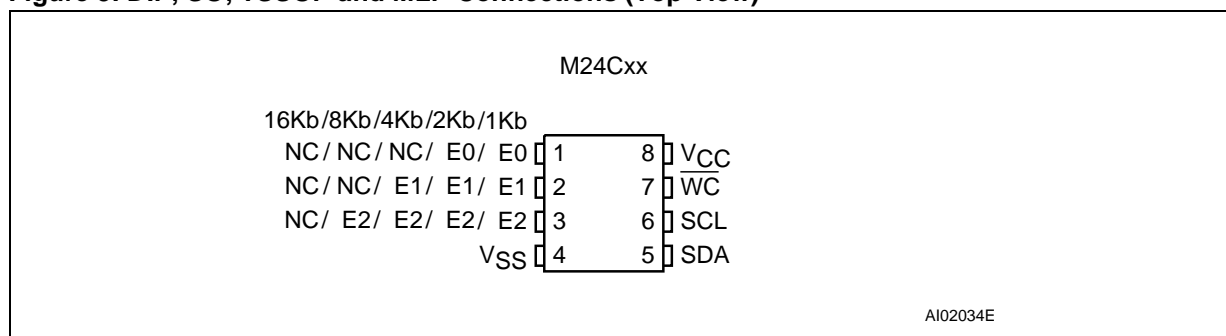 M24Cxx
16Kb/8Kb/4Kb/2Kb/1Kb
NC/ NC/ NC/ E0/ E0 1 8 VCC
NC/ NC/ E1/ E1/ E1 2 7 WC
NC/ E2/ E2/ E2/ E2 3 6 SCL
VSS 4 5 SDA
AI02034E